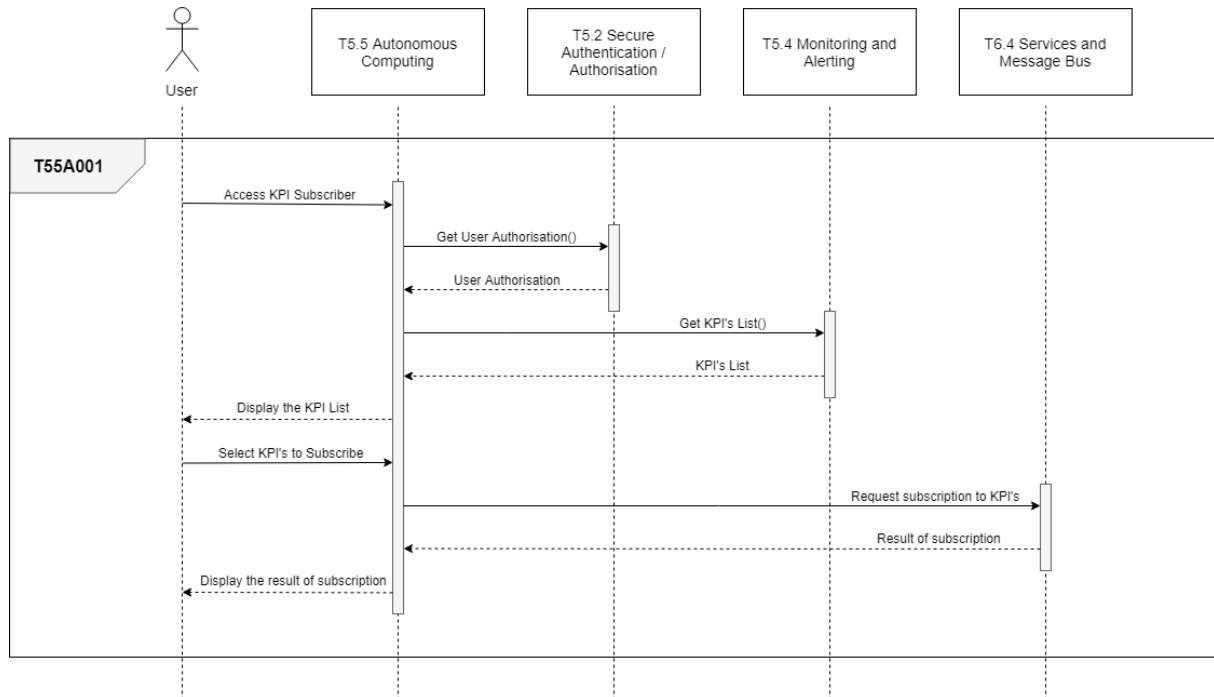 User
T5.5 Autonomous
Computing
T5.2 Secure
Authentication /
Authorisation
T5.4 Monitoring and
Alerting
T6.4 Services and
Message Bus
T55A001
Access KPI Subscriber
Get User Authorisation()
User Authorisation
Get KPI's List()
KPI's List
Display the KPI List
Select KPI's to Subscribe
Request subscription to KPI's
Result of subscription
Display the result of subscription